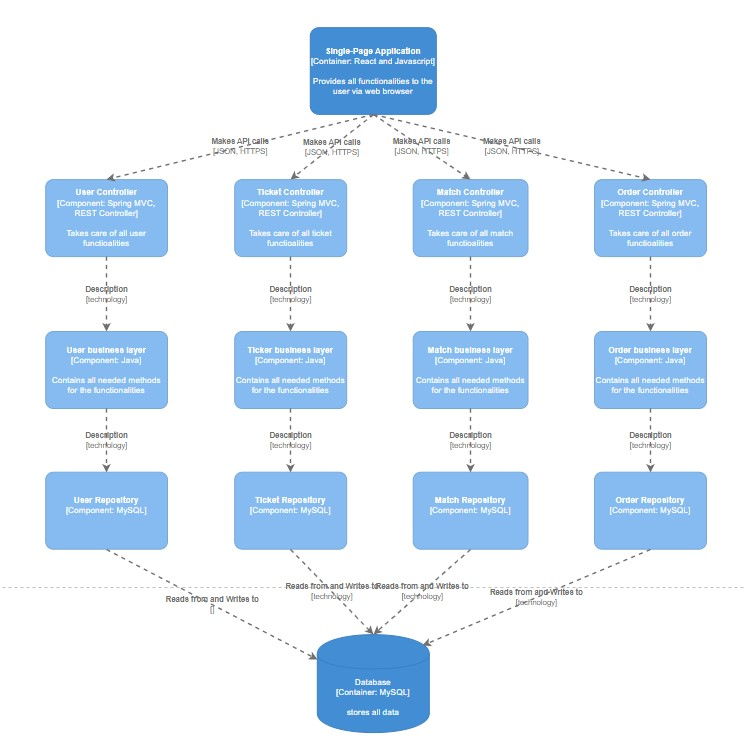 Single-Page Application
[Container: React and Javascript]
Provides all functionalities to the
user via web browser
Makes API calls
[JSON, HTTPS]
Makes API calls
[JSON, HTTPS]
Makes API calls
[JSON, HTTPS]
Makes API calls
[JSON, HTTPS]
User Controller
[Component: Spring MVC,
REST Controller]
Takes care of all user
functioalities
Ticket Controller
[Component: Spring MVC,
REST Controller]
Takes care of all ticket
functioalities
Match Controller
[Component: Spring MVC,
REST Controller]
Takes care of all match
functioalities
Order Controller
[Component: Spring MVC,
REST Controller]
Takes care of all order
functioalities
Description
[technology]
Description
[technology]
Description
[technology]
Description
[technology]
User business layer
[Component: Java]
Contains all needed methods
for the functionalities
Ticker business layer
[Component: Java]
Contains all needed methods
for the functionalities
Match business layer
[Component: Java]
Contains all needed methods
for the functionalities
Order business layer
[Component: Java]
Contains all needed methods
for the functionalities
Description
[technology]
Description
[technology]
Description
[technology]
Description
[technology]
User Repository
[Component: MySQL]
Ticket Repository
[Component: MySQL]
Match Repository
[Component: MySQL]
Order Repository
[Component: MySQL]
Reads from and Writes to
[]
Reads from and Writes to
[technology]
Reads from and Writes to
[technology]
Reads from and Writes to
[technology]
Database
[Container: MySQL]
stores all data